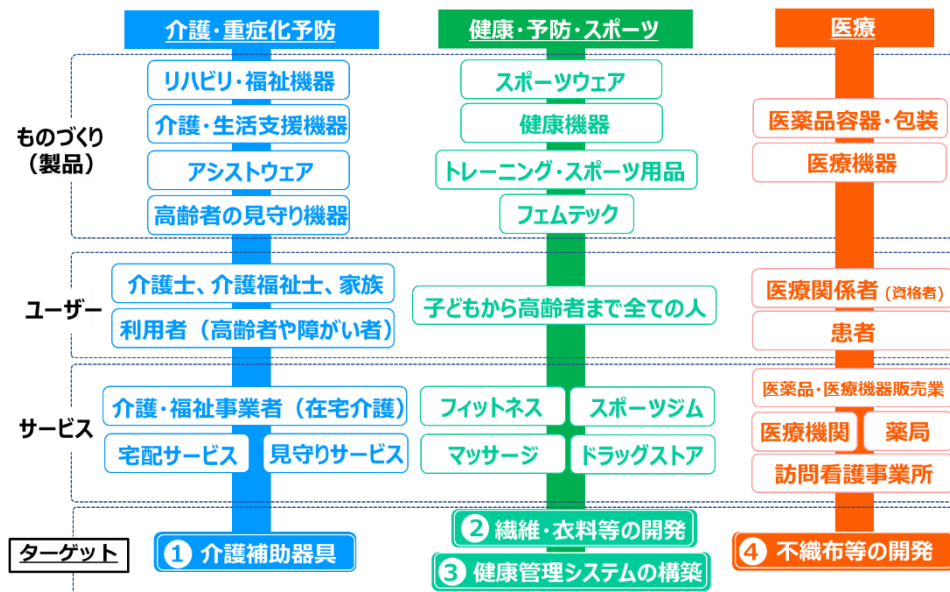 介護・重症化予防
健康・予防・スポーツ
医療
ものづくり
（製品）
リハビリ・福祉機器
介護・生活支援機器
アシストウェア
高齢者の見守り機器
スポーツウェア
健康機器
トレーニング・スポーツ用品
フェムテック
医薬品容器・包装
医療機器
ユーザー
介護士、介護福祉士、家族
利用者（高齢者や障がい者）
子どもから高齢者まで全ての人
医療関係者（資格者）
患者
サービス
介護・福祉事業者（在宅介護）
宅配サービス
見守りサービス
フィットネス
スポーツジム
マッサージ
ドラッグストア
医薬品・医療機器販売業
医療機関
薬局
訪問看護事業所
ターゲット
❶ 介護補助器具
❷ 繊維・衣料等の開発
❸ 健康管理システムの構築
❹ 不織布等の開発